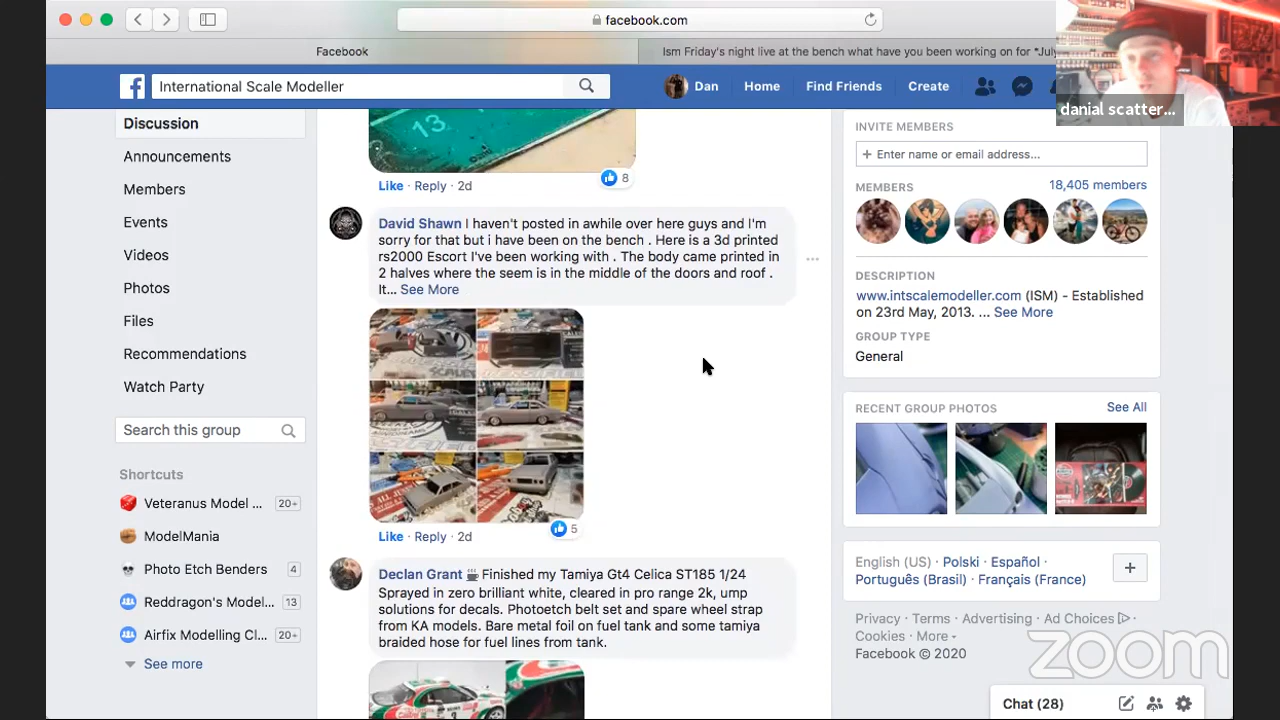 facebook.com
Facebook
Ism Friday's night live at the bench what have you been working on for *July
International Scale Modeller
Dan
Home
Find Friends
Create
danial scatter...
Discussion
Announcements
Members
Events
Videos
Photos
Files
Recommendations
Watch Party
Search this group
Shortcuts
Veteranus Model ... 20+
ModelMania
Photo Etch Benders 4
Reddragon's Model... 13
Airfix Modelling Cl... 20+
See more
13
Like · Reply · 2d
8
David Shawn I haven't posted in awhile over here guys and I'm
sorry for that but i have been on the bench . Here is a 3d printed
rs2000 Escort I've been working with . The body came printed in
2 halves where the seem is in the middle of the doors and roof .
It... See More
Like · Reply · 2d
5
Declan Grant Finished my Tamiya Gt4 Celica ST185 1/24
Sprayed in zero brilliant white, cleared in pro range 2k, ump
solutions for decals. Photoetch belt set and spare wheel strap
from KA models. Bare metal foil on fuel tank and some tamiya
braided hose for fuel lines from tank.
INVITE MEMBERS
+ Enter name or email address...
MEMBERS
18,405 members
DESCRIPTION
www.intscalemodeller.com (ISM) - Established
on 23rd May, 2013. ... See More
GROUP TYPE
General
RECENT GROUP PHOTOS
See All
English (US) · Polski · Español ·
Português (Brasil) · Français (France)
+
Privacy · Terms · Advertising · Ad Choices ·
Cookies · More
Facebook © 2020
zoom
Chat (28)